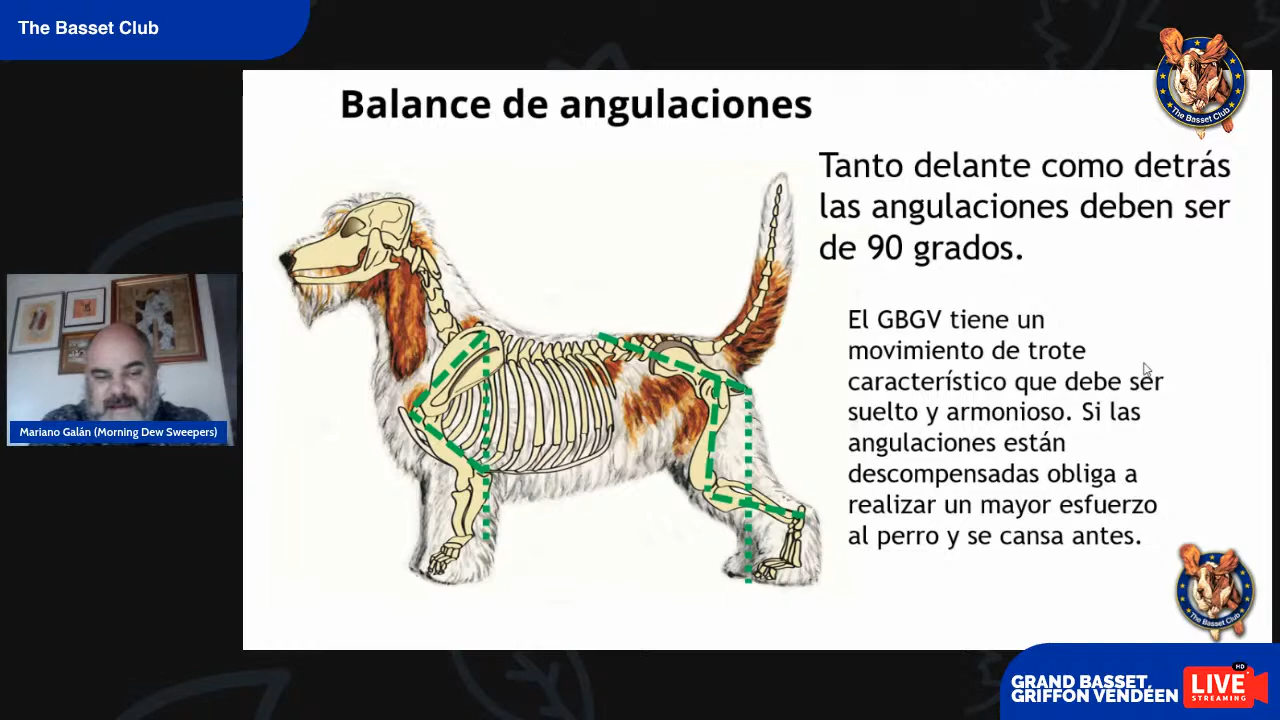 The Basset Club
The Basset Club
Balance de angulaciones
Tanto delante como detrás
las angulaciones deben ser
de 90 grados.
El GBGV tiene un
movimiento de trote
característico que debe ser
suelto y armonioso. Si las
angulaciones están
descompensadas obliga a
realizar un mayor esfuerzo
al perro y se cansa antes.
Mariano Galán (Morning Dew Sweepers)
The Basset Club
GRAND BASSET
GRIFFON VENDÉEN
HD
LIVE
STREAMING